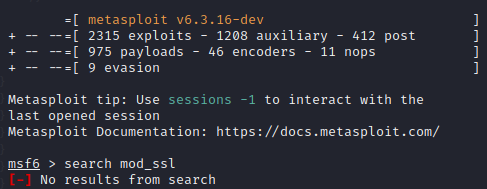 =[ metasploit v6.3.16-dev ]
+ -- --=[ 2315 exploits - 1208 auxiliary - 412 post ]
+ -- --=[ 975 payloads - 46 encoders - 11 nops ]
+ -- --=[ 9 evasion ]
Metasploit tip: Use sessions -1 to interact with the
last opened session
Metasploit Documentation: https://docs.metasploit.com/
msf6 > search mod_ssl
[-] No results from search